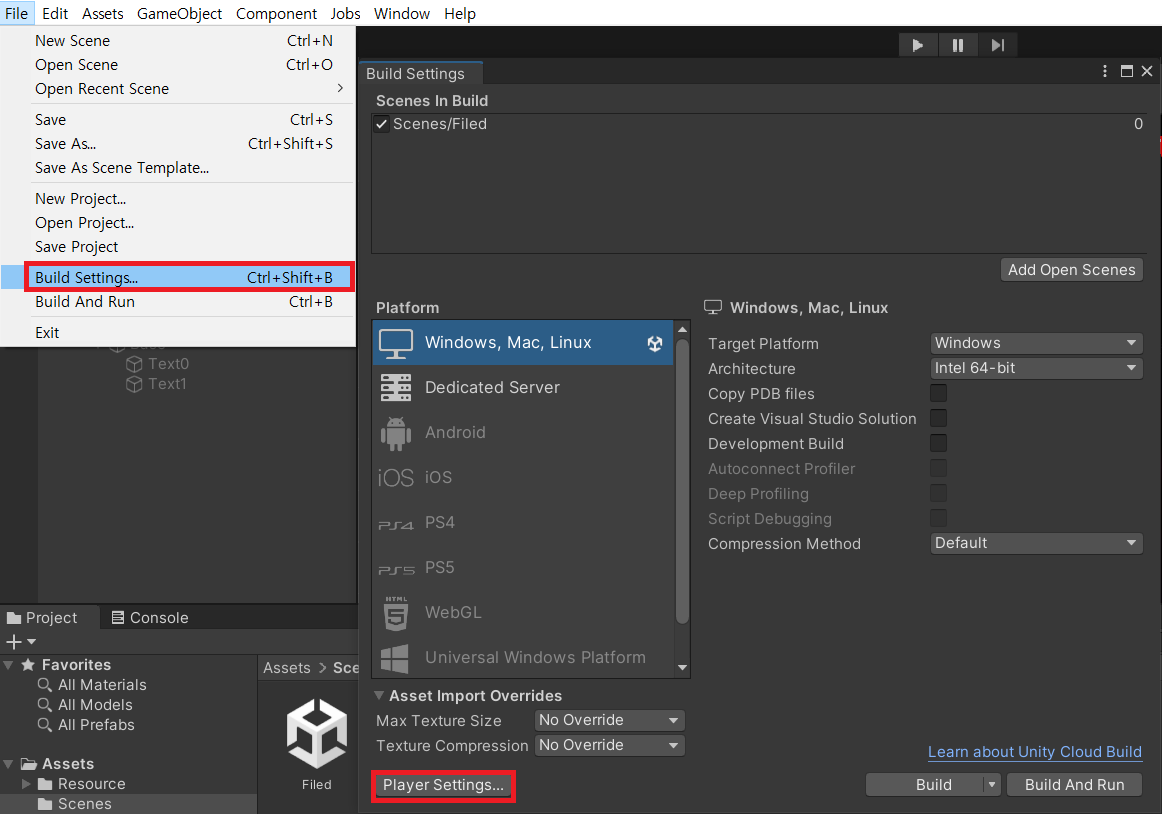 File Edit Assets GameObject Component Jobs Window Help
New Scene Ctrl+N
Open Scene Ctrl+O
Open Recent Scene
Save Ctrl+S
Save As... Ctrl+Shift+S
Save As Scene Template...
New Project...
Open Project...
Save Project
Build Settings... Ctrl+Shift+B
Build And Run Ctrl+B
Exit
Text0
Text1
Build Settings
Scenes In Build
Scenes/Filed 0
Add Open Scenes
Platform
Windows, Mac, Linux
Dedicated Server
Android
iOS iOS
PS4 PS4
PS5 PS5
HTML 5 WebGL
Universal Windows Platform
Windows, Mac, Linux
Target Platform Windows
Architecture Intel 64-bit
Copy PDB files
Create Visual Studio Solution
Development Build
Autoconnect Profiler
Deep Profiling
Script Debugging
Compression Method Default
Asset Import Overrides
Max Texture Size No Override
Texture Compression No Override
Learn about Unity Cloud Build
Player Settings... Build Build And Run
Project Console
Favorites
All Materials
All Models
All Prefabs
Assets
Resource
Scenes
Assets > Sce
Filed